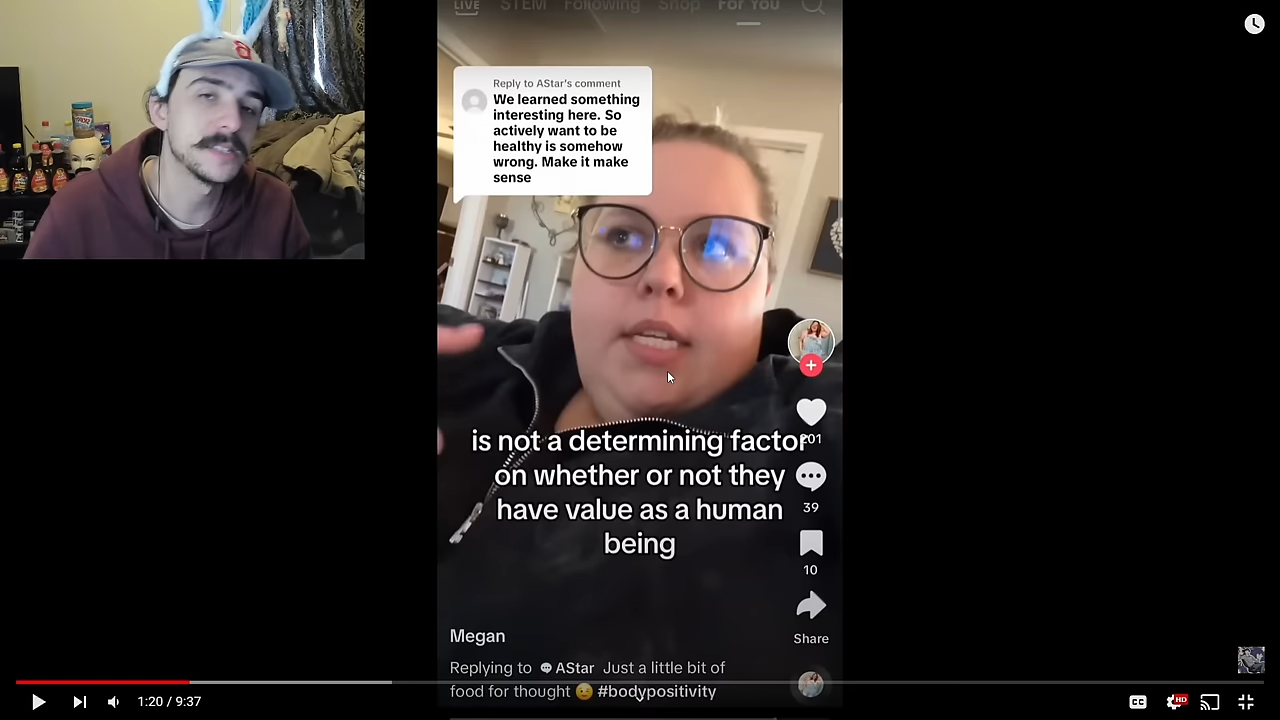 LIVE STEM Following Shop For You
Reply to AStar's comment
We learned something
interesting here. So
actively want to be
healthy is somehow
wrong. Make it make
sense
is not a determining factor
on whether or not they
have value as a human
being
201
39
10
Share
Megan
Replying to AStar Just a little bit of
food for thought 😉 #bodypositivity
1:20 / 9:37
CC
HD